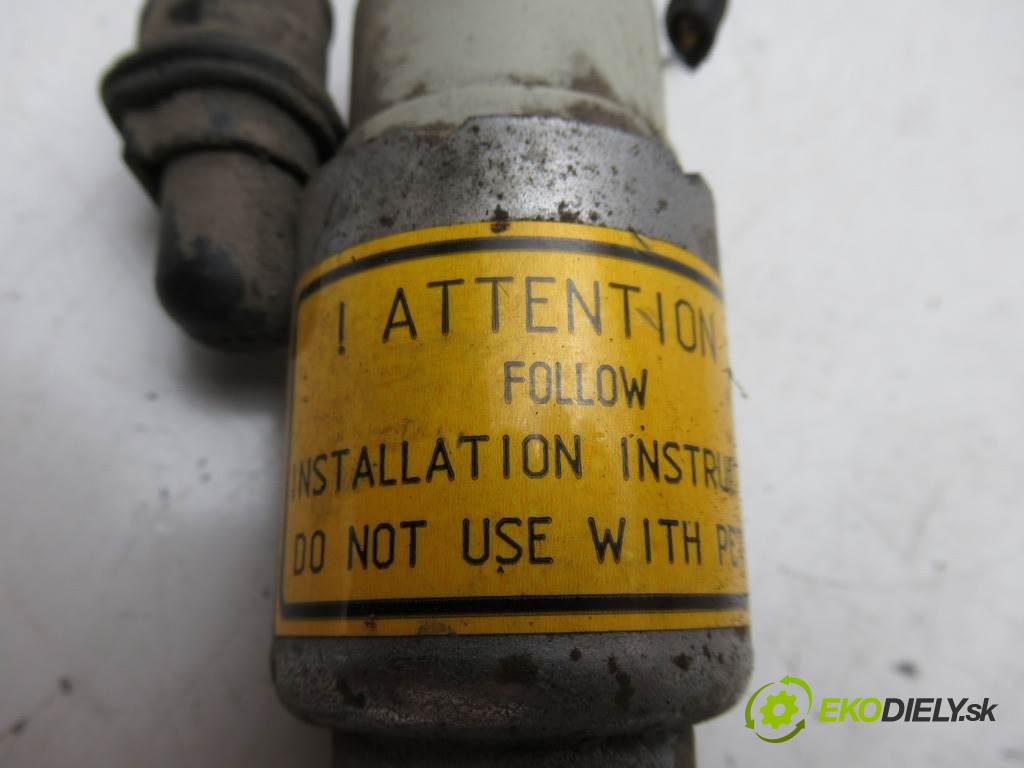 ! ATTENTION
FOLLOW
INSTALLATION
DO NOT USE WITH
EKODIELY.sk